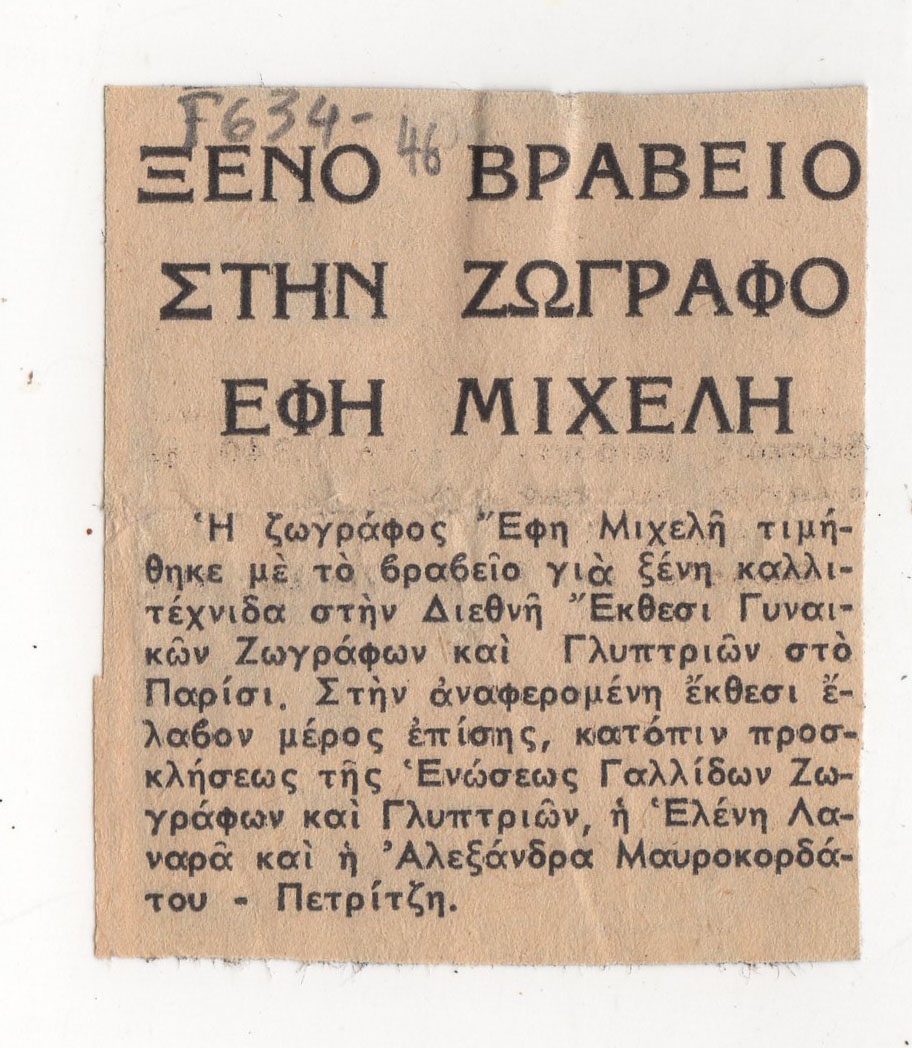 F634-46
ΞΕΝΟ ΒΡΑΒΕΙΟ
ΣΤΗΝ ΖΩΓΡΑΦΟ
ΕΦΗ ΜΙΧΕΛΗ
Ἡ ζωγράφος Ἔφη Μιχελῆ τιμή-
θηκε μὲ τὸ βραβεῖο γιὰ ξένη καλλι-
τέχνιδα στὴν Διεθνῆ Ἔκθεσι Γυναι-
κῶν Ζωγράφων καὶ Γλυπτριῶν στὸ
Παρίσι. Στὴν ἀναφερομένη ἔκθεσι ἔ-
λαβον μέρος ἐπίσης, κατόπιν προσ-
κλήσεως τῆς Ἑνώσεως Γαλλίδων Ζω-
γράφων καὶ Γλυπτριῶν, ἡ Ἑλένη Λα-
ναρᾶ καὶ ἡ Ἀλεξάνδρα Μαυροκορδά-
του - Πετρίτζη.